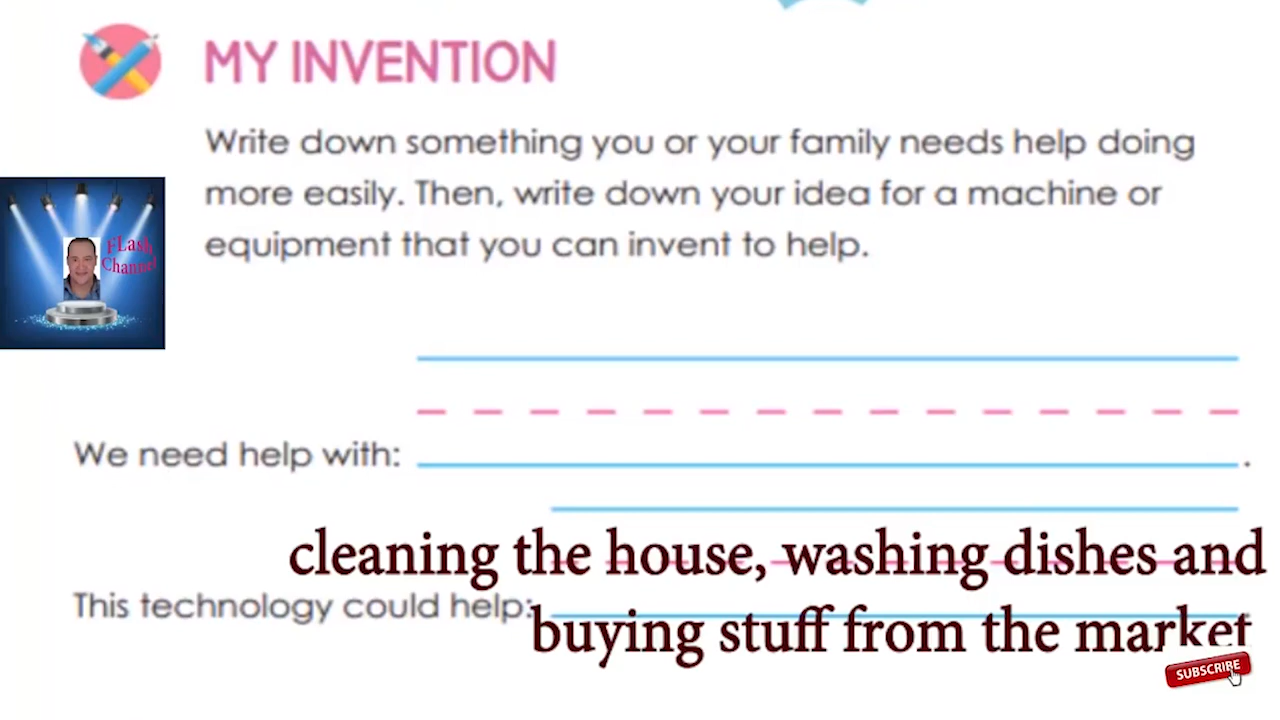 MY INVENTION
Write down something you or your family needs help doing
more easily. Then, write down your idea for a machine or
equipment that you can invent to help.
FLash
Channel
We need help with: .
cleaning the house, washing dishes and
This technology could help:
buying stuff from the market
SUBSCRIBE